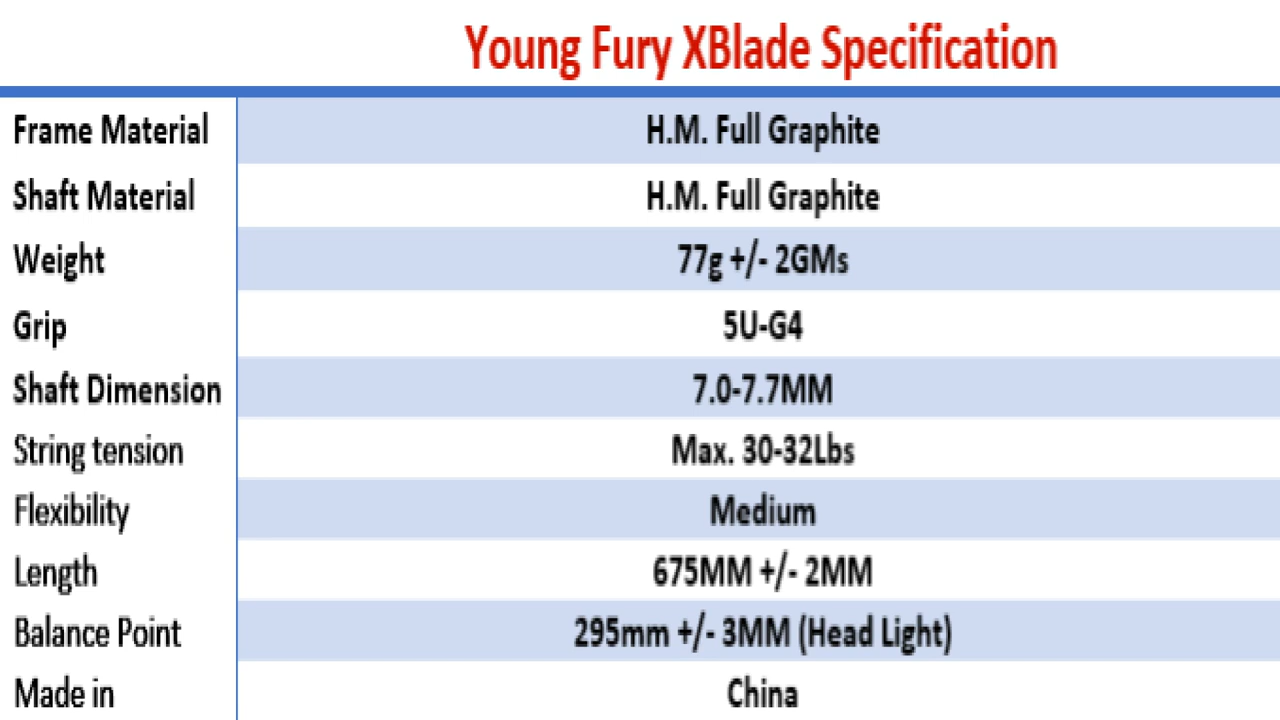 Young Fury XBlade Specification
Frame Material H.M. Full Graphite
Shaft Material H.M. Full Graphite
Weight 77g +/- 2GMs
Grip 5U-G4
Shaft Dimension 7.0-7.7MM
String tension Max. 30-32Lbs
Flexibility Medium
Length 675MM +/- 2MM
Balance Point 295mm +/- 3MM (Head Light)
Made in China